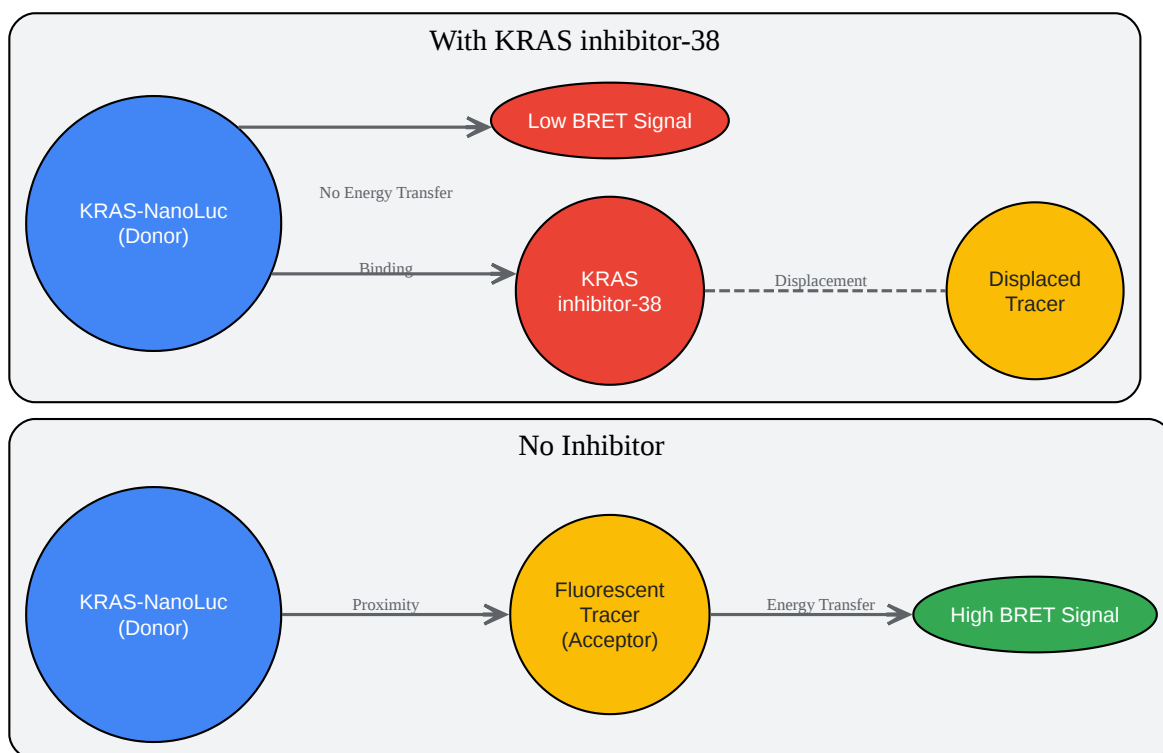 With KRAS inhibitor-38
Low BRET Signal
KRAS-NanoLuc
(Donor)
No Energy Transfer
Binding
KRAS
inhibitor-38
Displacement
Displaced
Tracer
No Inhibitor
KRAS-NanoLuc
(Donor)
Proximity
Fluorescent
Tracer
(Acceptor)
Energy Transfer
High BRET Signal